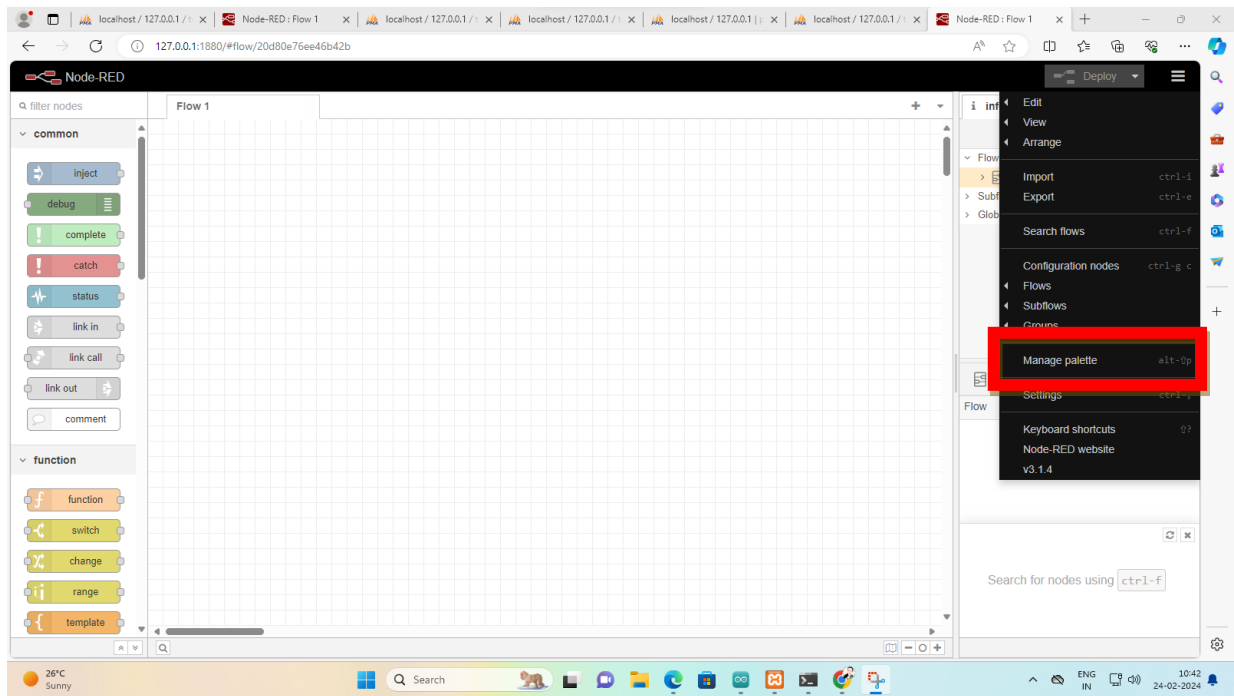 localhost / 127.0.0.1 /
Node-RED : Flow 1
localhost / 127.0.0.1 /
localhost / 127.0.0.1 /
localhost / 127.0.0.1 |
localhost / 127.0.0.1 /
Node-RED : Flow 1
127.0.0.1:1880/#flow/20d80e76ee46b42b
Node-RED
Deploy
filter nodes
Flow 1
i inf
common
inject
debug
complete
catch
status
link in
link call
link out
comment
function
function
switch
change
range
template
Flow
Subf
Glob
Edit
View
Arrange
Import ctrl-i
Export ctrl-e
Search flows ctrl-f
Configuration nodes ctrl-g c
Flows
Subflows
Groups
Manage palette alt-⇧p
Settings ctrl-,
Keyboard shortcuts ⇧?
Node-RED website
v3.1.4
Flow
Search for nodes using ctrl-f
26°C
Sunny
Search
ENG
IN
10:42
24-02-2024